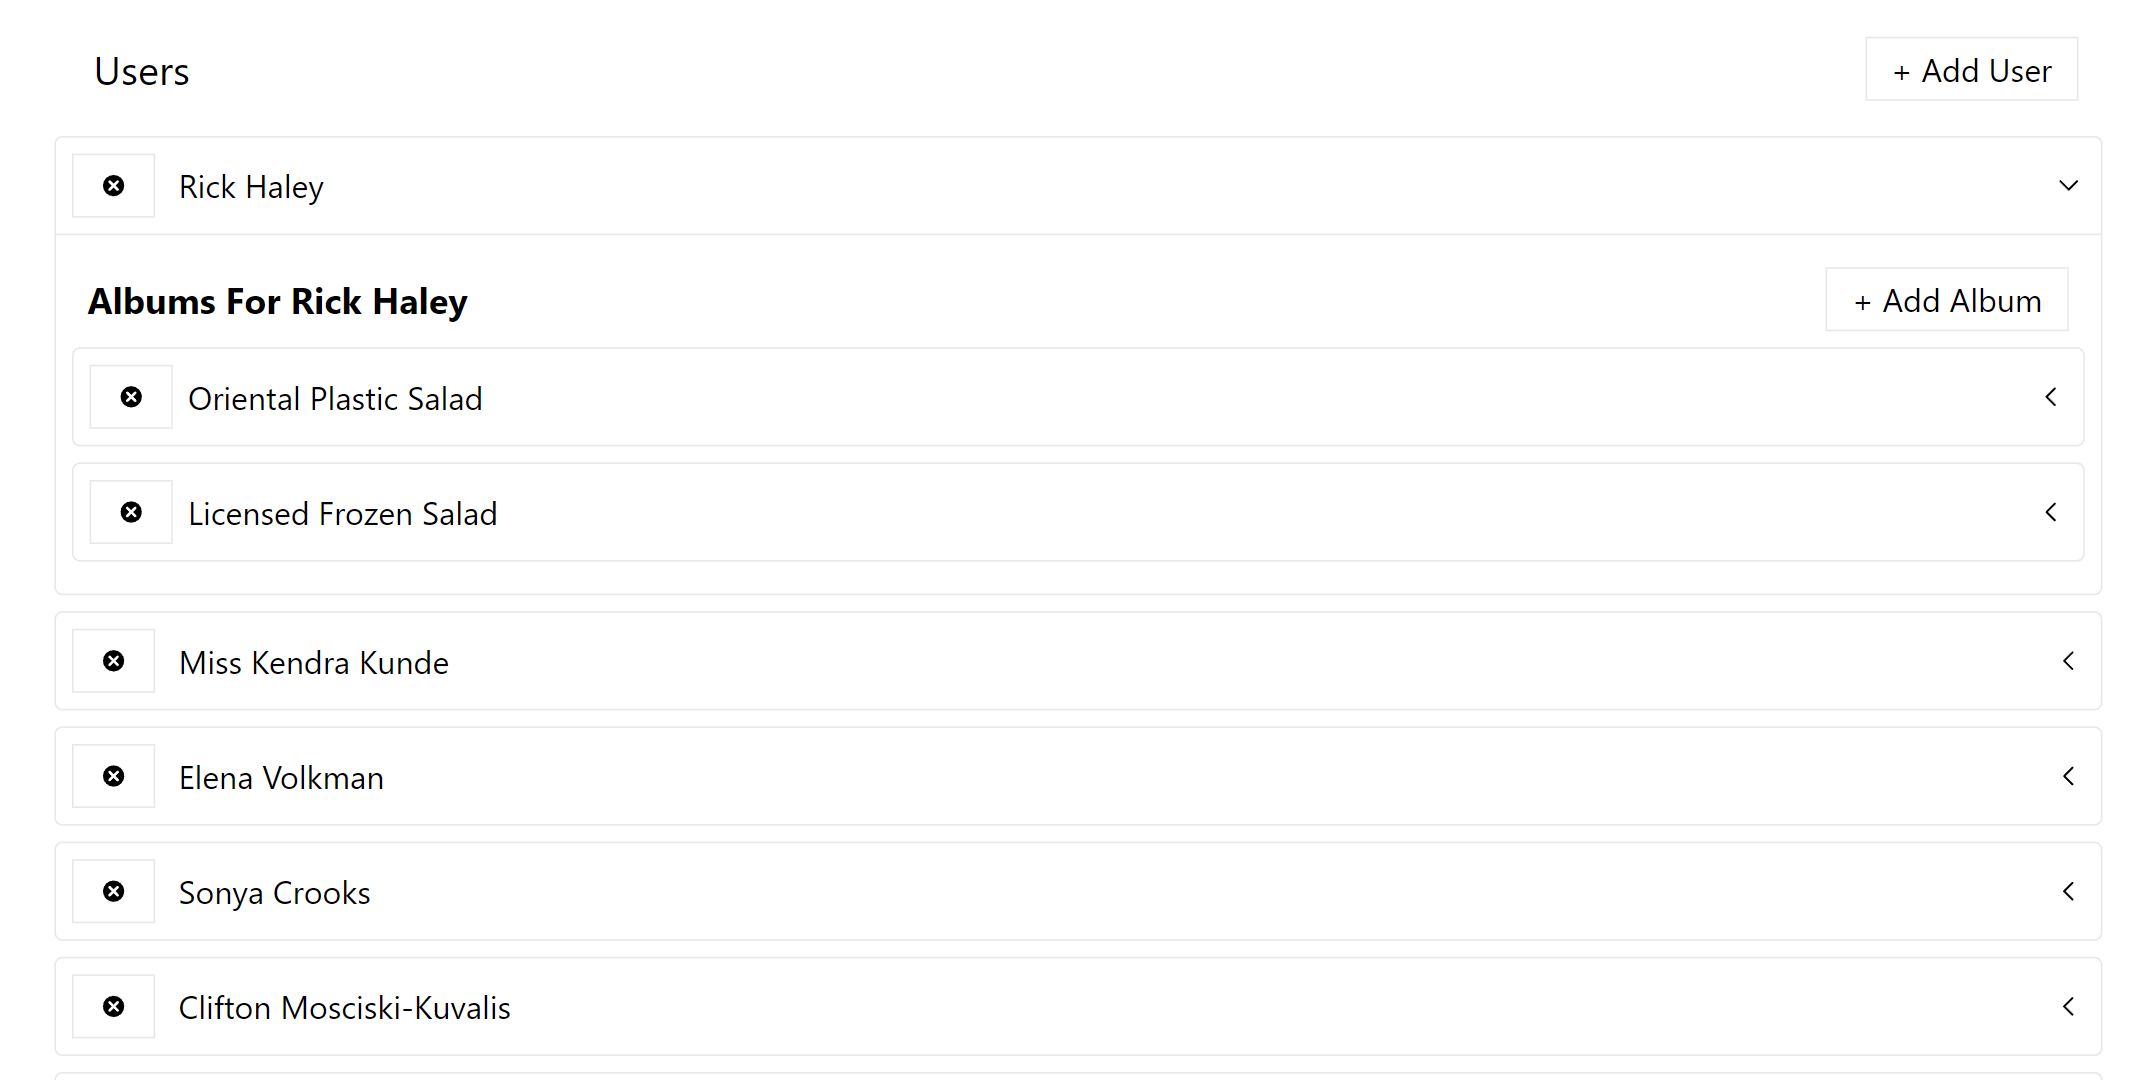 Users
+ Add User
Rick Haley
Albums For Rick Haley
+ Add Album
Oriental Plastic Salad
Licensed Frozen Salad
Miss Kendra Kunde
Elena Volkman
Sonya Crooks
Clifton Mosciski-Kuvalis